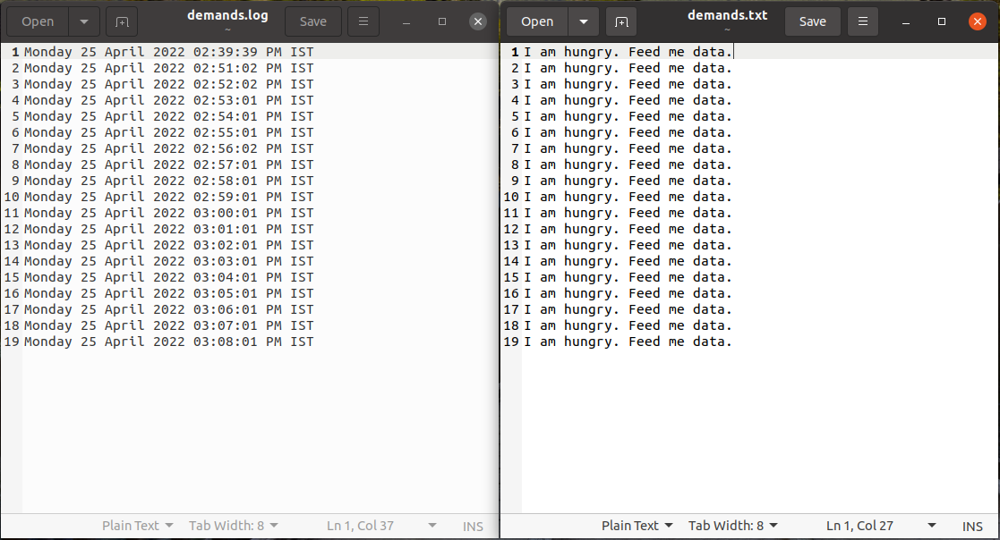 Open
demands.log
~
Save
1 Monday 25 April 2022 02:39:39 PM IST
2 Monday 25 April 2022 02:51:02 PM IST
3 Monday 25 April 2022 02:52:02 PM IST
4 Monday 25 April 2022 02:53:01 PM IST
5 Monday 25 April 2022 02:54:01 PM IST
6 Monday 25 April 2022 02:55:01 PM IST
7 Monday 25 April 2022 02:56:02 PM IST
8 Monday 25 April 2022 02:57:01 PM IST
9 Monday 25 April 2022 02:58:01 PM IST
10 Monday 25 April 2022 02:59:01 PM IST
11 Monday 25 April 2022 03:00:01 PM IST
12 Monday 25 April 2022 03:01:01 PM IST
13 Monday 25 April 2022 03:02:01 PM IST
14 Monday 25 April 2022 03:03:01 PM IST
15 Monday 25 April 2022 03:04:01 PM IST
16 Monday 25 April 2022 03:05:01 PM IST
17 Monday 25 April 2022 03:06:01 PM IST
18 Monday 25 April 2022 03:07:01 PM IST
19 Monday 25 April 2022 03:08:01 PM IST
Plain Text Tab Width: 8 Ln 1, Col 37 INS
Open
demands.txt
~
Save
1 I am hungry. Feed me data.
2 I am hungry. Feed me data.
3 I am hungry. Feed me data.
4 I am hungry. Feed me data.
5 I am hungry. Feed me data.
6 I am hungry. Feed me data.
7 I am hungry. Feed me data.
8 I am hungry. Feed me data.
9 I am hungry. Feed me data.
10 I am hungry. Feed me data.
11 I am hungry. Feed me data.
12 I am hungry. Feed me data.
13 I am hungry. Feed me data.
14 I am hungry. Feed me data.
15 I am hungry. Feed me data.
16 I am hungry. Feed me data.
17 I am hungry. Feed me data.
18 I am hungry. Feed me data.
19 I am hungry. Feed me data.
Plain Text Tab Width: 8 Ln 1, Col 27 INS